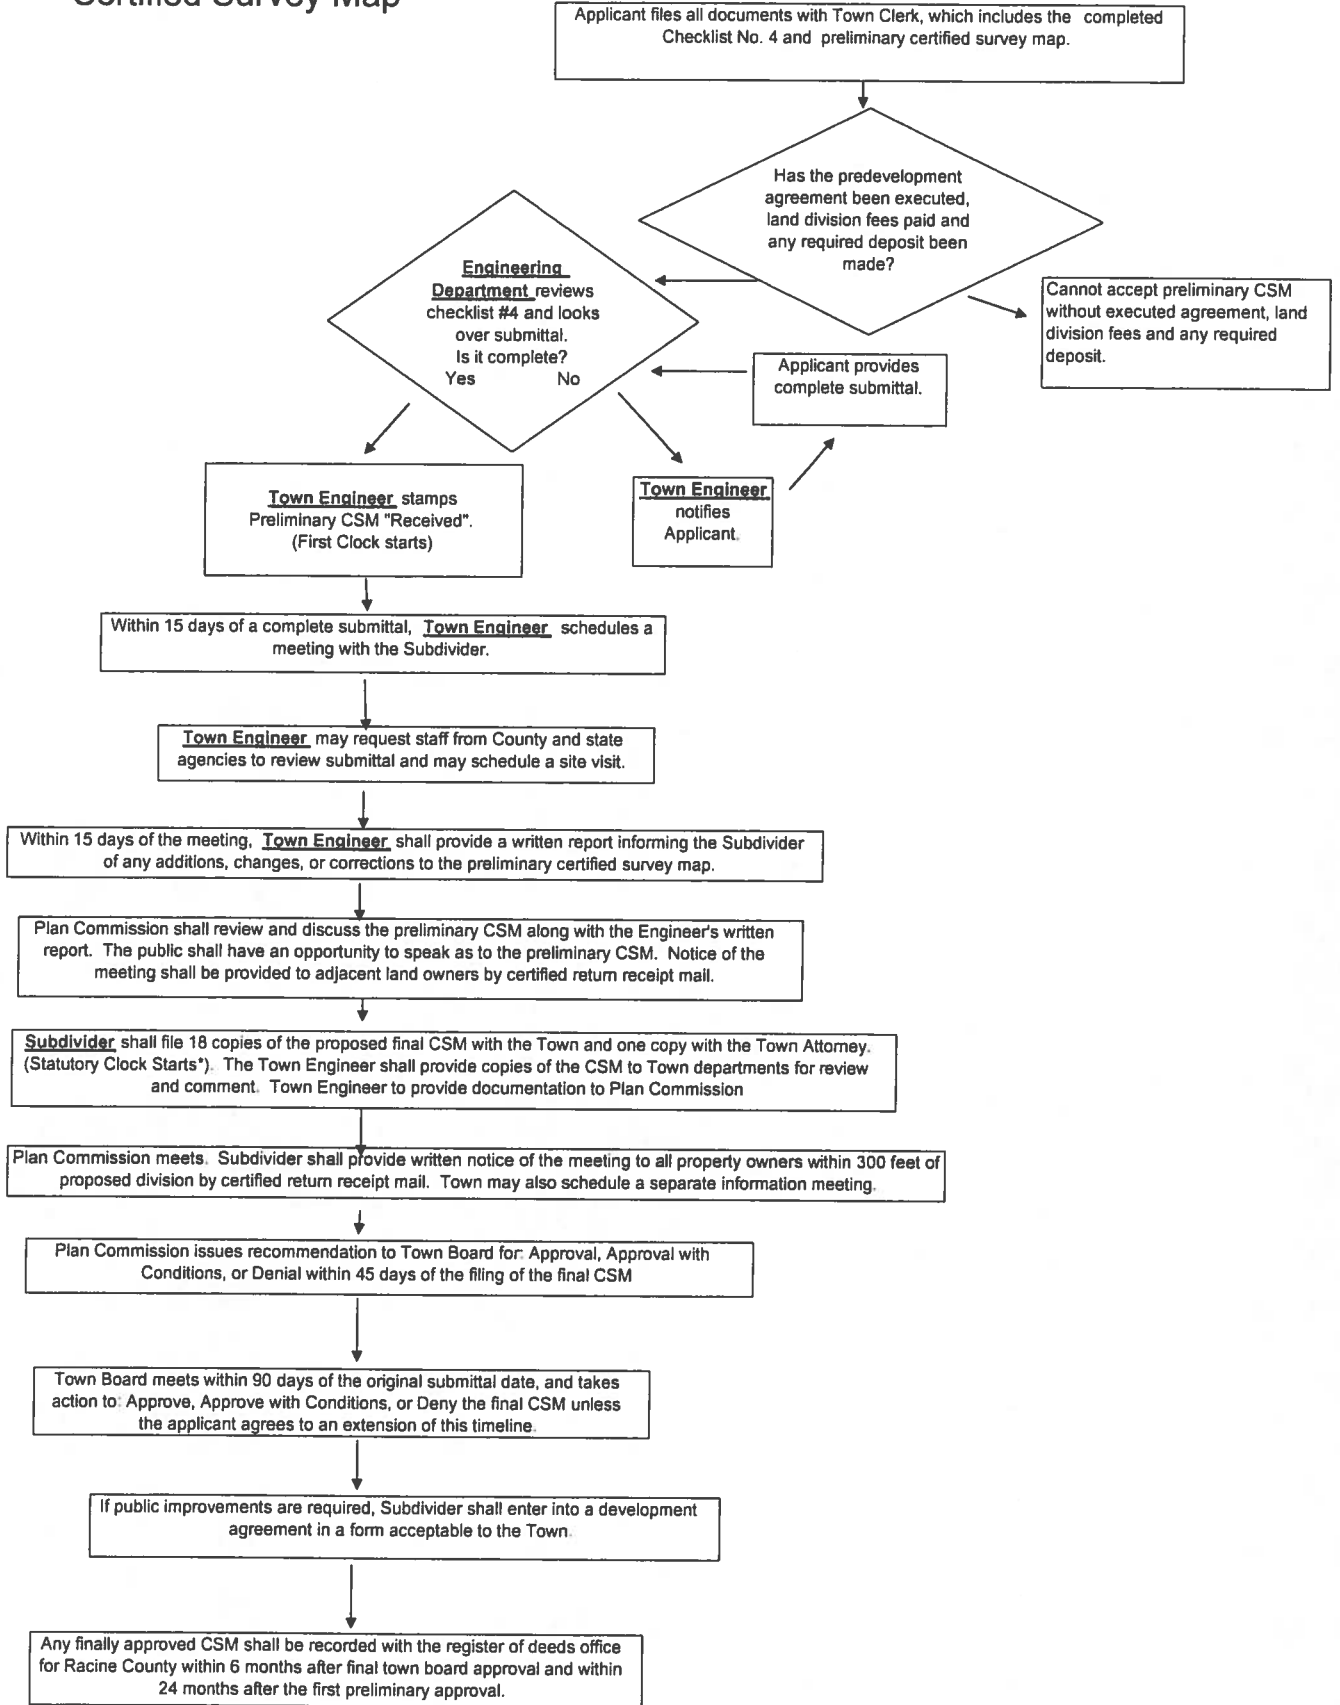 Certified Survey Map
Applicant files all documents with Town Clerk, which includes the completed
Checklist No. 4 and preliminary certified survey map.
Has the predevelopment
agreement been executed,
land division fees paid and
any required deposit been
made?
Engineering
Department reviews
checklist #4 and looks
over submittal.
Is it complete?
Yes No
Cannot accept preliminary CSM
without executed agreement, land
division fees and any required
deposit.
Applicant provides
complete submittal.
Town Engineer stamps
Preliminary CSM "Received".
(First Clock starts)
Town Engineer
notifies
Applicant.
Within 15 days of a complete submittal, Town Engineer schedules a
meeting with the Subdivider.
Town Engineer may request staff from County and state
agencies to review submittal and may schedule a site visit.
Within 15 days of the meeting, Town Engineer shall provide a written report informing the Subdivider
of any additions, changes, or corrections to the preliminary certified survey map.
Plan Commission shall review and discuss the preliminary CSM along with the Engineer's written
report. The public shall have an opportunity to speak as to the preliminary CSM. Notice of the
meeting shall be provided to adjacent land owners by certified return receipt mail.
Subdivider shall file 18 copies of the proposed final CSM with the Town and one copy with the Town Attorney.
(Statutory Clock Starts*). The Town Engineer shall provide copies of the CSM to Town departments for review
and comment. Town Engineer to provide documentation to Plan Commission
Plan Commission meets. Subdivider shall provide written notice of the meeting to all property owners within 300 feet of
proposed division by certified return receipt mail. Town may also schedule a separate information meeting.
Plan Commission issues recommendation to Town Board for: Approval, Approval with
Conditions, or Denial within 45 days of the filing of the final CSM
Town Board meets within 90 days of the original submittal date, and takes
action to: Approve, Approve with Conditions, or Deny the final CSM unless
the applicant agrees to an extension of this timeline.
If public improvements are required, Subdivider shall enter into a development
agreement in a form acceptable to the Town.
Any finally approved CSM shall be recorded with the register of deeds office
for Racine County within 6 months after final town board approval and within
24 months after the first preliminary approval.